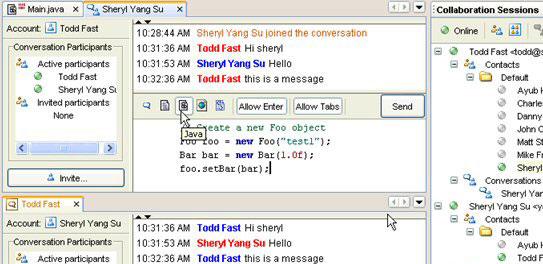 Main.java
Sheryl Yang Su
Account: Todd Fast
Conversation Participants
Active participants
Todd Fast
Sheryl Yang Su
Invited participants
None
Invite...
10:28:44 AM Sheryl Yang Su joined the conversation
10:31:36 AM Todd Fast Hi sheryl
10:31:53 AM Sheryl Yang Su Hello
10:32:36 AM Todd Fast this is a message
Allow Enter
Allow Tabs
Send
Java
Create a new Foo object
Foo foo = new Foo("test1");
Bar bar = new Bar(1.0f);
foo.setBar(bar);
Todd Fast
Account: Sheryl Yang Su
Conversation Participants
Active participants
10:31:36 AM Todd Fast Hi sheryl
10:31:53 AM Sheryl Yang Su Hello
10:32:36 AM Todd Fast this is a message
Collaboration Sessions
Online
Todd Fast <todd@s
Contacts
Default
Ayub
Charle
Danny
John C
Matt S
Mike F
Sheryl
Conversations
Sheryl Yang
Sheryl Yang Su <y
Contacts
Default
Ayub H
Todd F